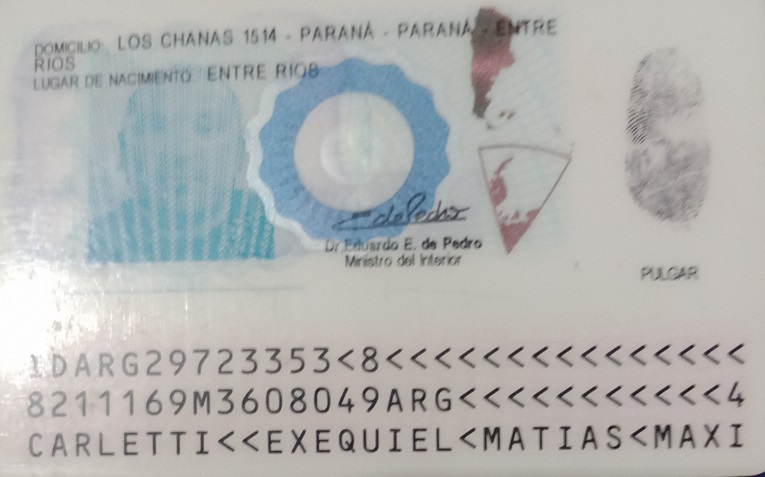 DOMICILIO: LOS CHANAS 1514 - PARANÁ - PARANÁ - ENTRE
RIOS
LUGAR DE NACIMIENTO: ENTRE RIOS
Dr. Eduardo E. de Pedro
Ministro del Interior
PULGAR
IDARG29723353<8<<<<<<<<<<<<<<<
8211169M3608049ARG<<<<<<<<<<<4
CARLETTI<<EXEQUIEL<MATIAS<MAXI